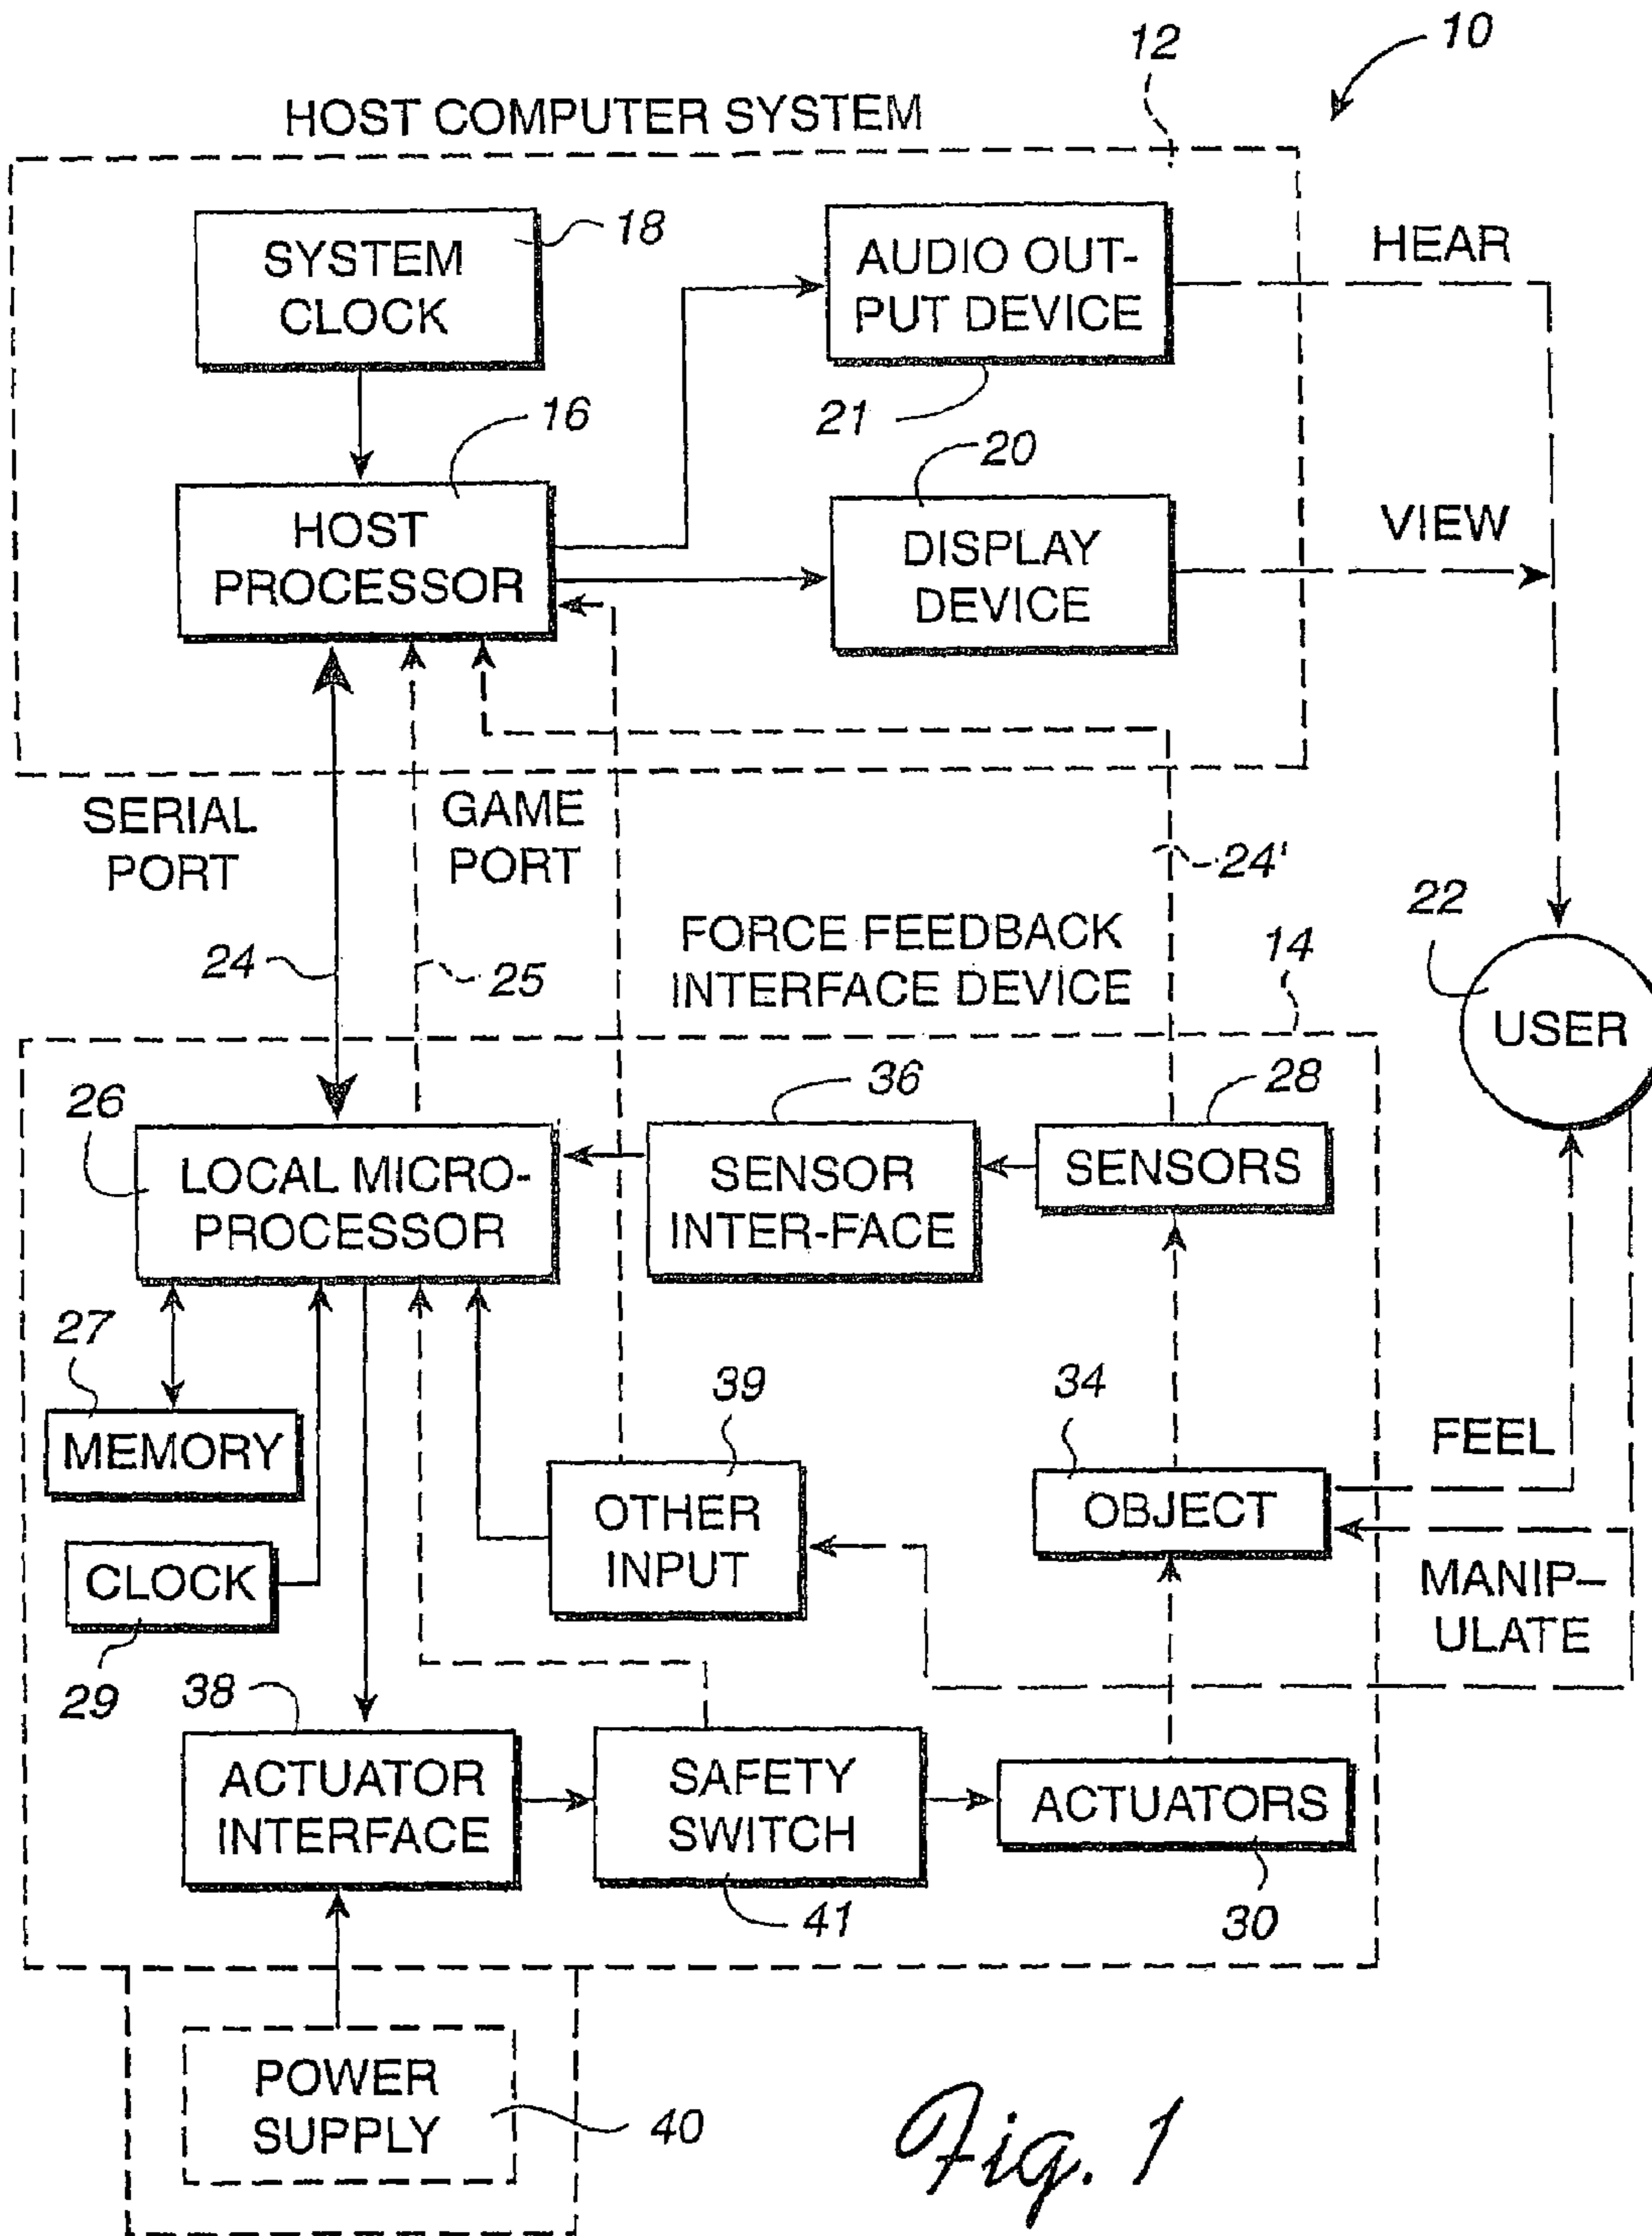 10
12
HOST COMPUTER SYSTEM
SYSTEM
CLOCK
18
AUDIO OUT-
PUT DEVICE
21
HEAR
16
HOST
PROCESSOR
20
DISPLAY
DEVICE
VIEW
SERIAL
PORT
GAME
PORT
24'
24
25
FORCE FEEDBACK
INTERFACE DEVICE
14
22
USER
26
LOCAL MICRO-
PROCESSOR
36
SENSOR
INTER-FACE
28
SENSORS
27
MEMORY
CLOCK
29
39
OTHER
INPUT
34
OBJECT
FEEL
MANIP-
ULATE
38
ACTUATOR
INTERFACE
SAFETY
SWITCH
41
ACTUATORS
30
POWER
SUPPLY
40
Fig. 1